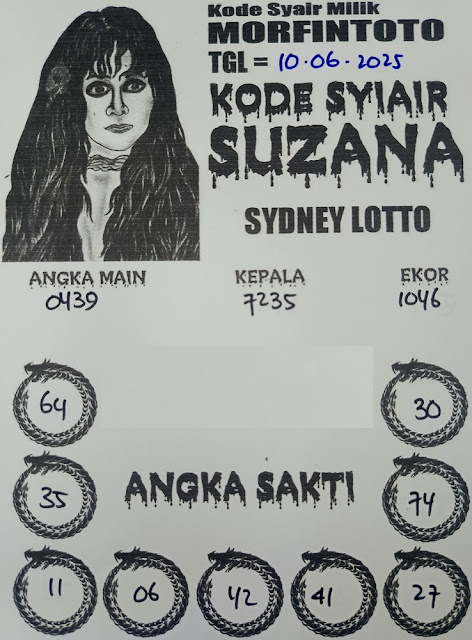 Kode Syair Milik
MORFINTOTO
TGL = 10.06.2025
KODE SYIAIR
SUZANA
SYDNEY LOTTO
ANGKA MAIN KEPALA EKOR
0439 7235 1046
64 30
35 ANGKA SAKTI 74
11 06 42 41 27